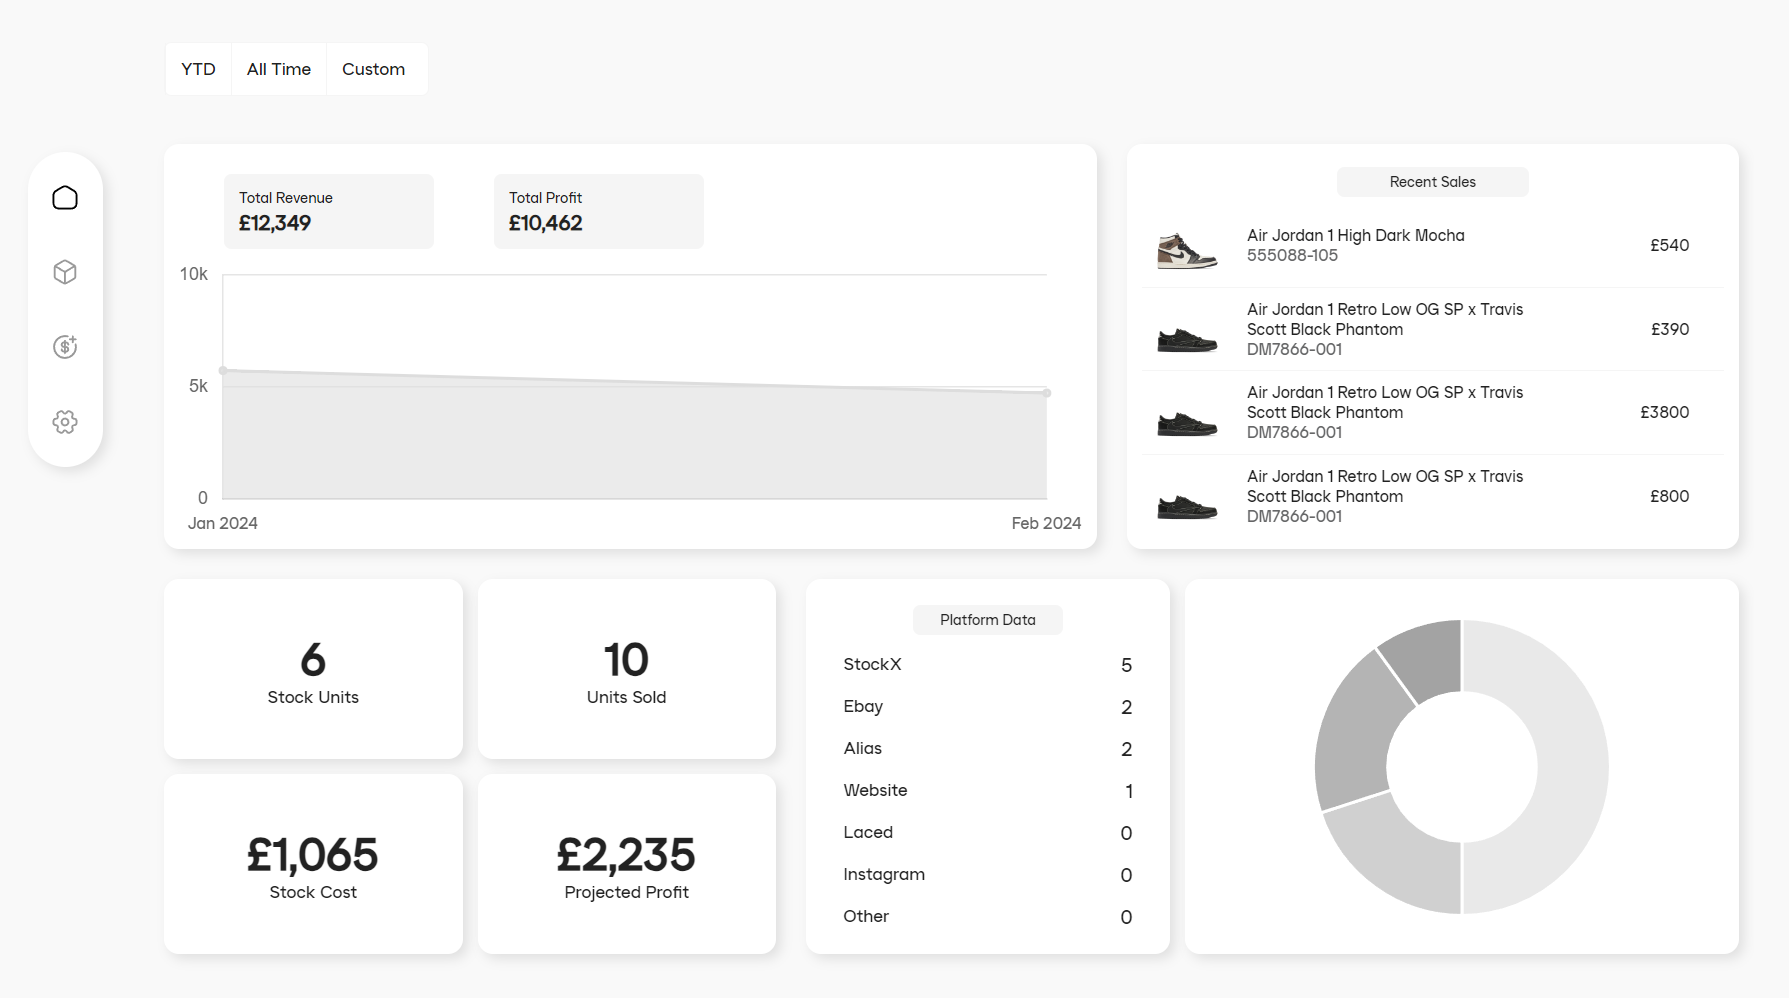 YTD
All Time
Custom
Total Revenue
£12,349
Total Profit
£10,462
10k
5k
0
Jan 2024
Feb 2024
Recent Sales
Air Jordan 1 High Dark Mocha
555088-105
£540
Air Jordan 1 Retro Low OG SP x Travis
Scott Black Phantom
DM7866-001
£390
Air Jordan 1 Retro Low OG SP x Travis
Scott Black Phantom
DM7866-001
£3800
Air Jordan 1 Retro Low OG SP x Travis
Scott Black Phantom
DM7866-001
£800
6
Stock Units
10
Units Sold
£1,065
Stock Cost
£2,235
Projected Profit
Platform Data
StockX 5
Ebay 2
Alias 2
Website 1
Laced 0
Instagram 0
Other 0